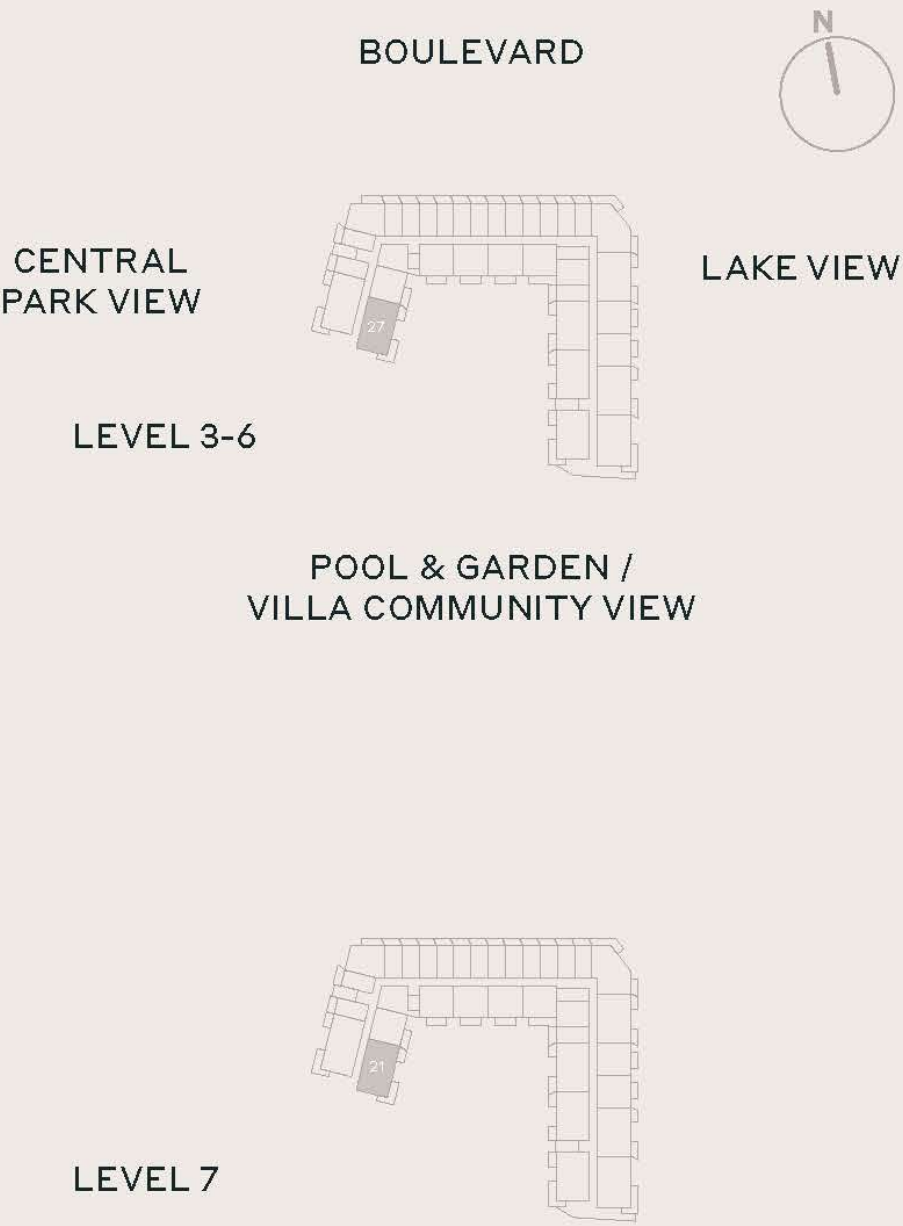 BOULEVARD
N
CENTRAL
PARK VIEW
LAKE VIEW
27
LEVEL 3-6
POOL & GARDEN /
VILLA COMMUNITY VIEW
21
LEVEL 7